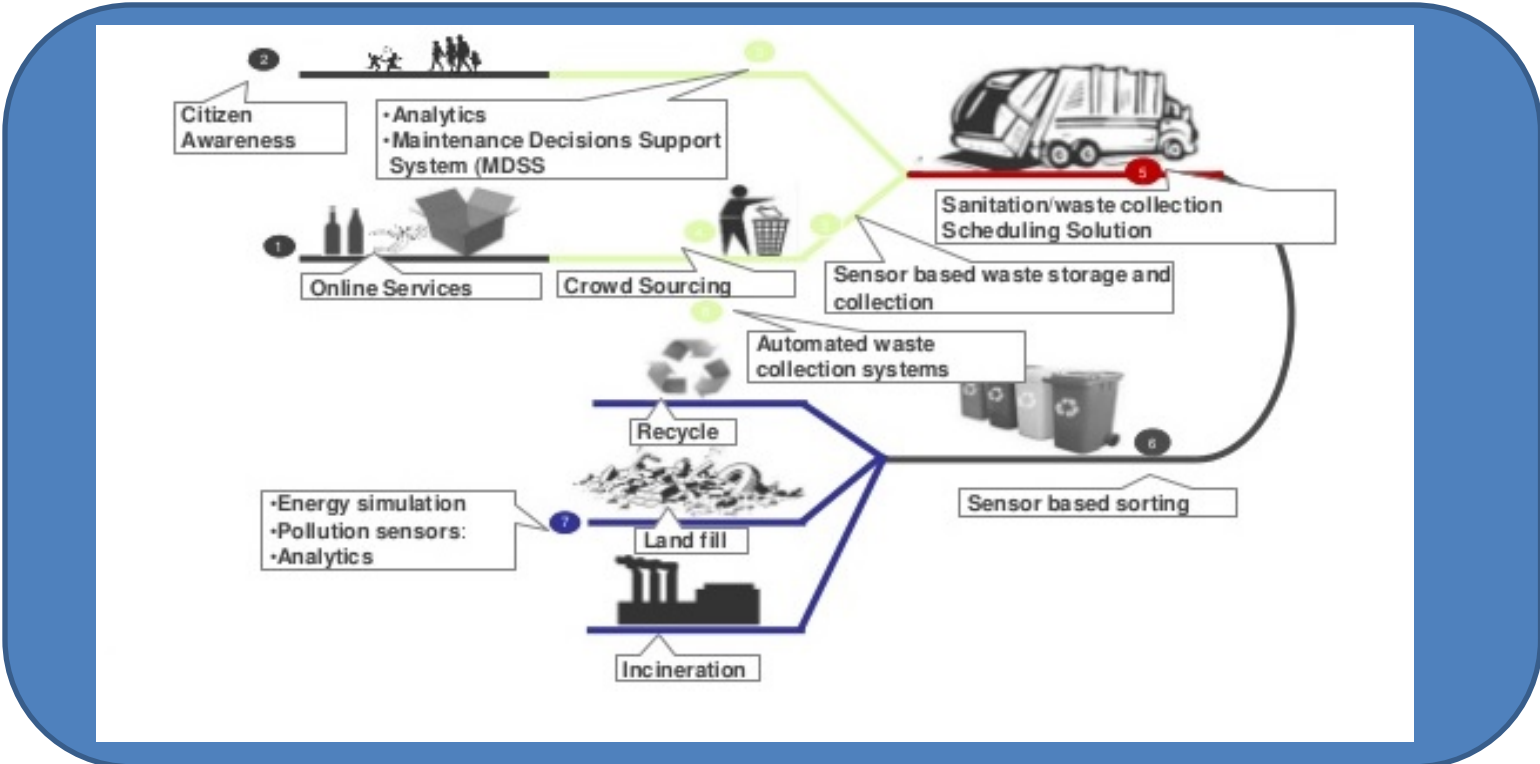 2
Citizen
Awareness
•Analytics
•Maintenance Decisions Support
System (MDSS
5
Sanitation/waste collection
Scheduling Solution
1
Online Services
Crowd Sourcing
Sensor based waste storage and
collection
Automated waste
collection systems
Recycle
6
Sensor based sorting
•Energy simulation
•Pollution sensors:
•Analytics
7
Land fill
Incineration